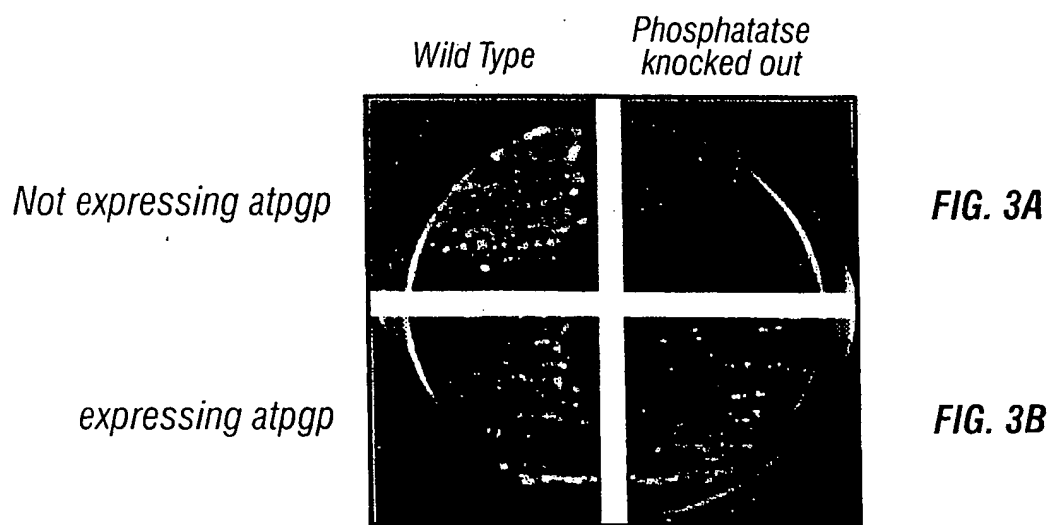 Wild Type
Phosphatatse
knocked out
Not expressing atpgp
FIG. 3A
expressing atpgp
FIG. 3B